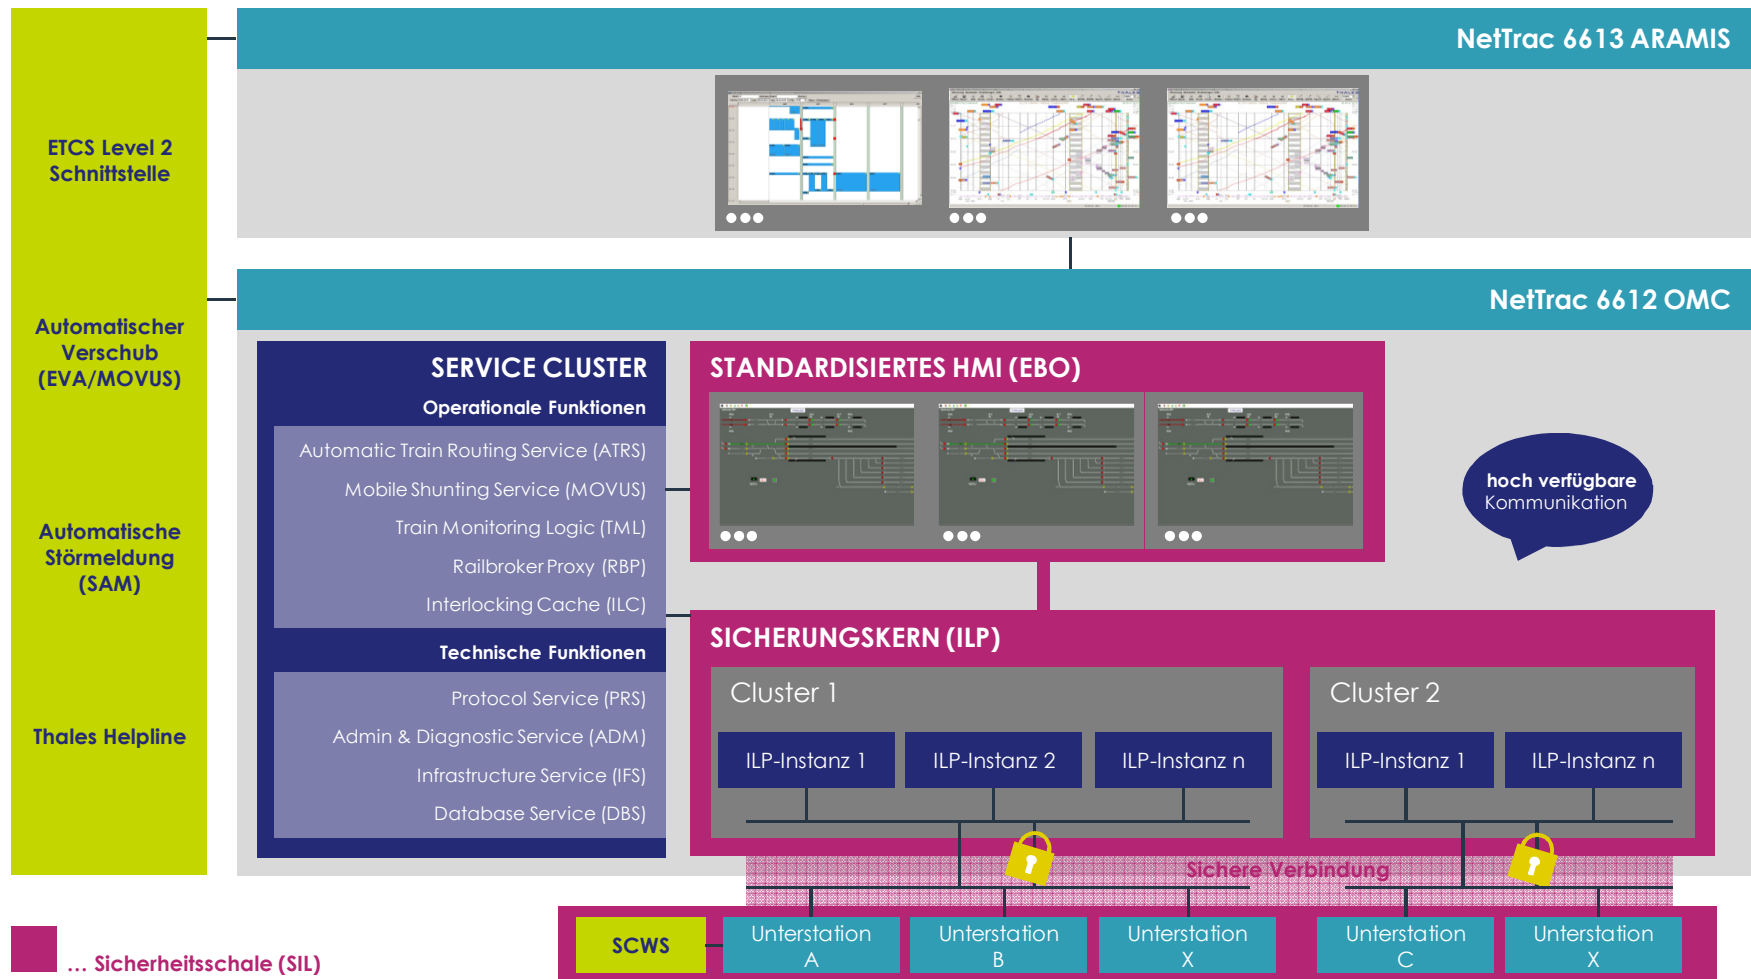 NetTrac 6613 ARAMIS
ETCS Level 2
Schnittstelle
Automatischer
Verschub
(EVA/MOVUS)
Automatische
Störmeldung
(SAM)
Thales Helpline
NetTrac 6612 OMC
SERVICE CLUSTER
Operationale Funktionen
Automatic Train Routing Service (ATRS)
Mobile Shunting Service (MOVUS)
Train Monitoring Logic (TML)
Railbroker Proxy (RBP)
Interlocking Cache (ILC)
Technische Funktionen
Protocol Service (PRS)
Admin & Diagnostic Service (ADM)
Infrastructure Service (IFS)
Database Service (DBS)
STANDARDISIERTES HMI (EBO)
hoch verfügbare
Kommunikation
SICHERUNGSKERN (ILP)
Cluster 1
ILP-Instanz 1
ILP-Instanz 2
ILP-Instanz n
Cluster 2
ILP-Instanz 1
ILP-Instanz n
Sichere Verbindung
SCWS
Unterstation
A
Unterstation
B
Unterstation
X
Unterstation
C
Unterstation
X
... Sicherheitsschale (SIL)